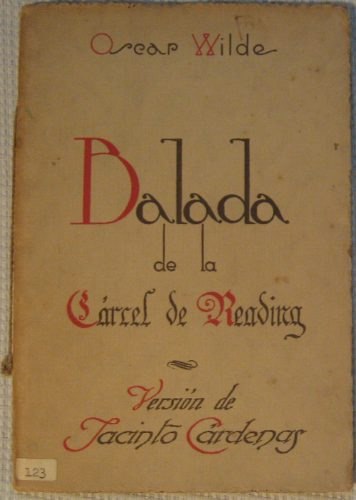 Oscar Wilde
Balada
de la
Cárcel de Reading
Versión de
Jacinto Cárdenas
123